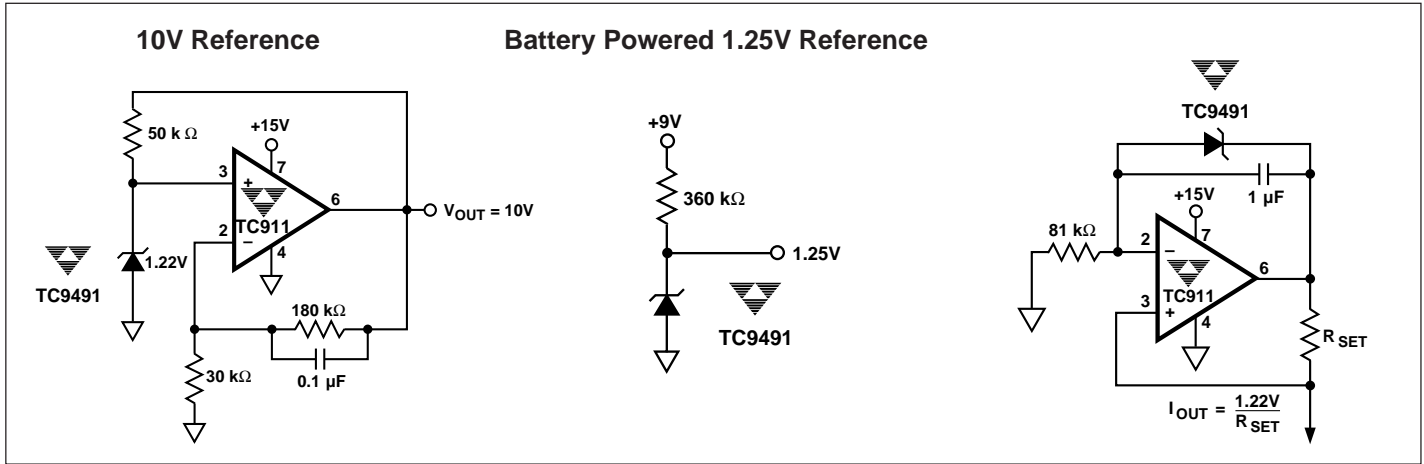 10V Reference
Battery Powered 1.25V Reference
50 k Ω
+15V
7
3
+
6
TC911
VOUT = 10V
2
−
4
1.22V
TC9491
180 kΩ
0.1 µF
30 kΩ
+9V
360 kΩ
1.25V
TC9491
TC9491
1 µF
+15V
81 kΩ
7
2
−
6
TC911
3
+
4
RSET
IOUT = 1.22V
RSET